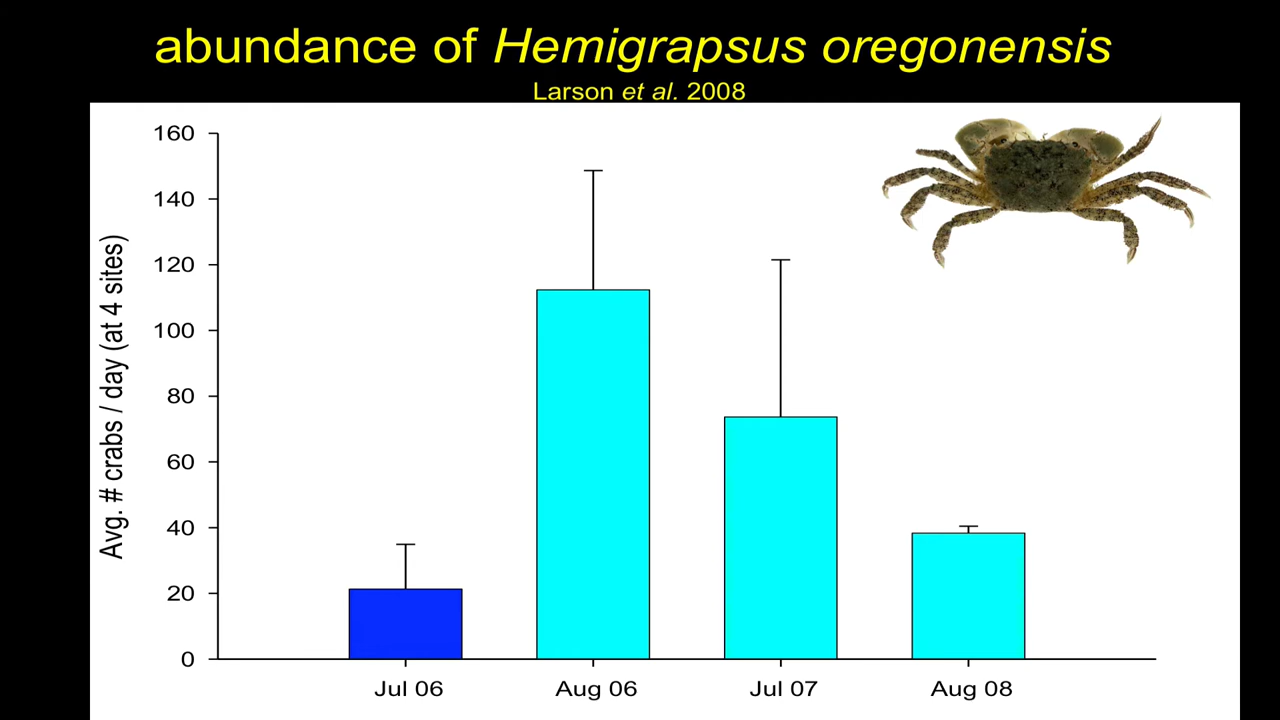 abundance of Hemigrapsus oregonensis
Larson et al. 2008
160
140
120
100
80
60
40
20
0
Avg. # crabs / day (at 4 sites)
Jul 06
Aug 06
Jul 07
Aug 08